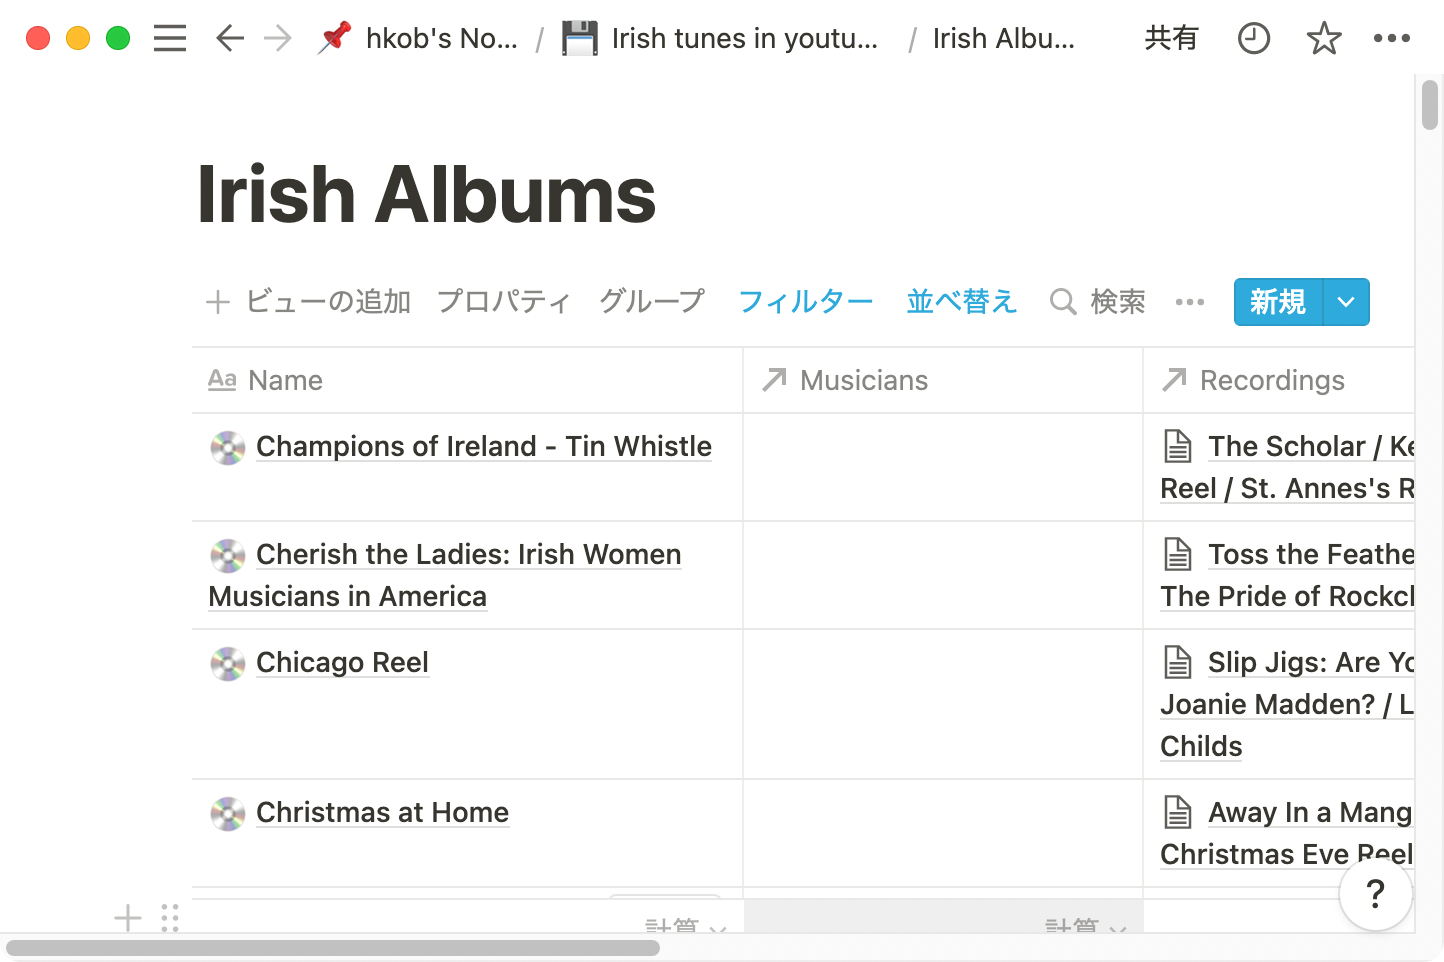 hkob's No... / Irish tunes in youtu... / Irish Albu... 共有
Irish Albums
ビューの追加 プロパティ グループ フィルター 並べ替え 検索 新規
Aa Name Musicians Recordings
Champions of Ireland - Tin Whistle
The Scholar / Ke
Reel / St. Annes's R
Cherish the Ladies: Irish Women
Musicians in America
Toss the Feathe
The Pride of Rockcl
Chicago Reel
Slip Jigs: Are Yo
Joanie Madden? / L
Childs
Christmas at Home
Away In a Mang
Christmas Eve Reel
計算 計算
?